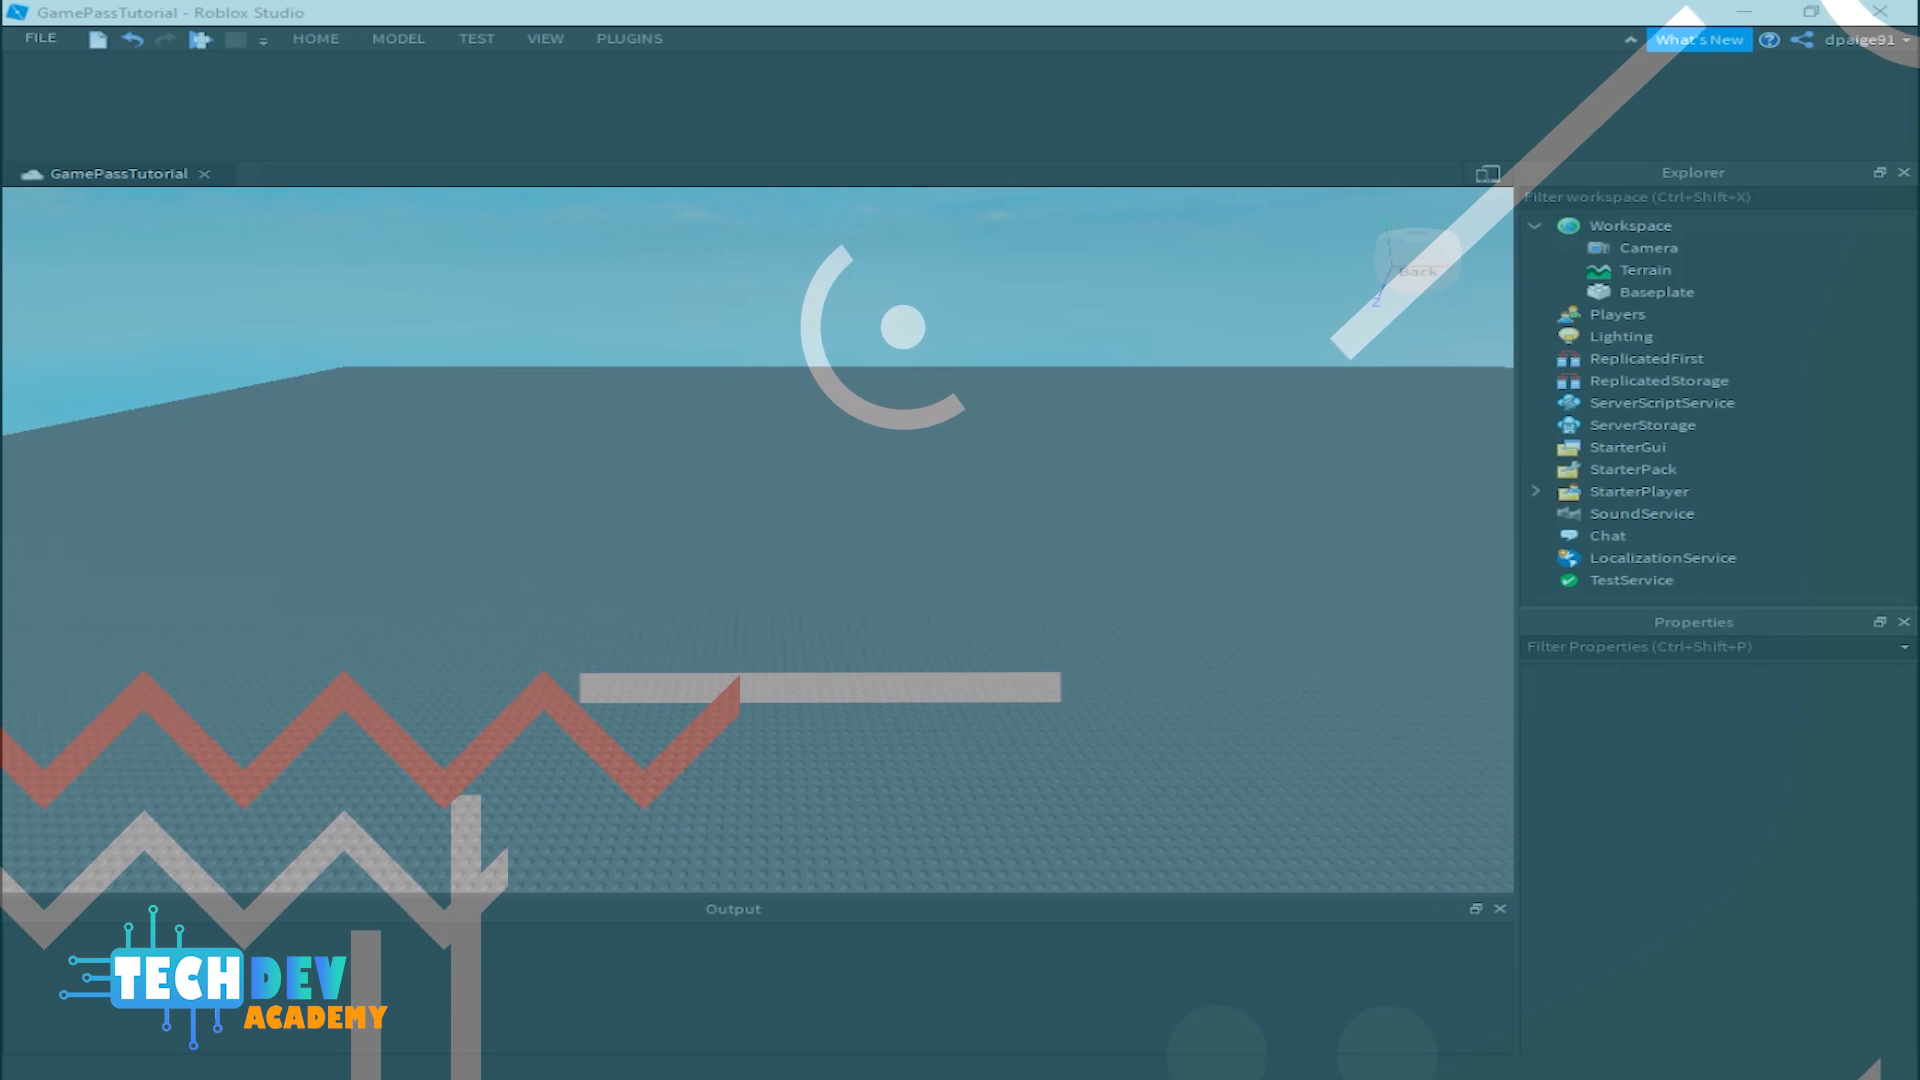 GamePassTutorial - Roblox Studio
FILE HOME MODEL TEST VIEW PLUGINS What's New dpaige91
GamePassTutorial
Back
Z
Explorer
Filter workspace (Ctrl+Shift+X)
Workspace
Camera
Terrain
Baseplate
Players
Lighting
ReplicatedFirst
ReplicatedStorage
ServerScriptService
ServerStorage
StarterGui
StarterPack
StarterPlayer
SoundService
Chat
LocalizationService
TestService
Properties
Filter Properties (Ctrl+Shift+P)
Output
TECH DEV
ACADEMY